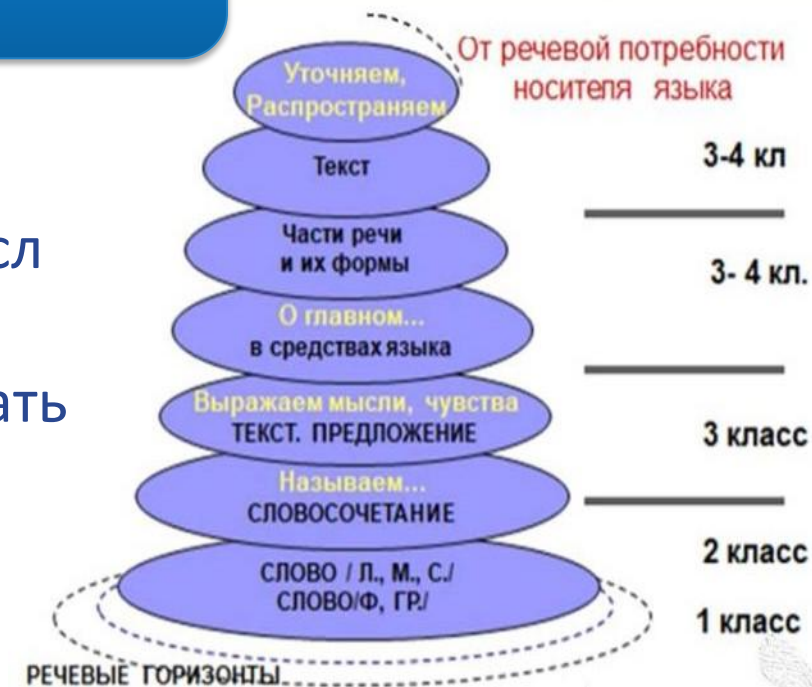 От речевой потребности
носителя языка
Уточняем,
Распространяем
Текст
3-4 кл
Части речи
и их формы
3- 4 кл.
О главном...
в средствах языка
Выражаем мысли, чувства
ТЕКСТ. ПРЕДЛОЖЕНИЕ
3 класс
Называем...
СЛОВОСОЧЕТАНИЕ
2 класс
СЛОВО / Л., М., С./
СЛОВО/Ф, ГР./
1 класс
РЕЧЕВЫЕ ГОРИЗОНТЫ
сл
ать